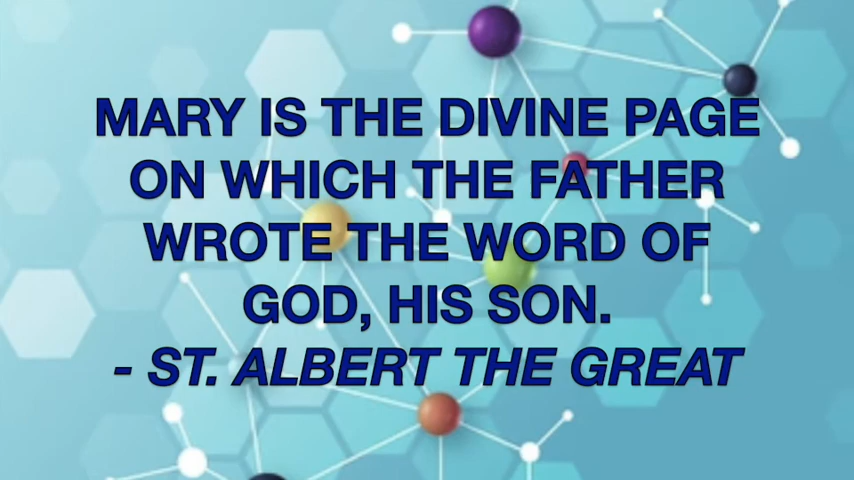 MARY IS THE DIVINE PAGE
ON WHICH THE FATHER
WROTE THE WORD OF
GOD, HIS SON.
- ST. ALBERT THE GREAT